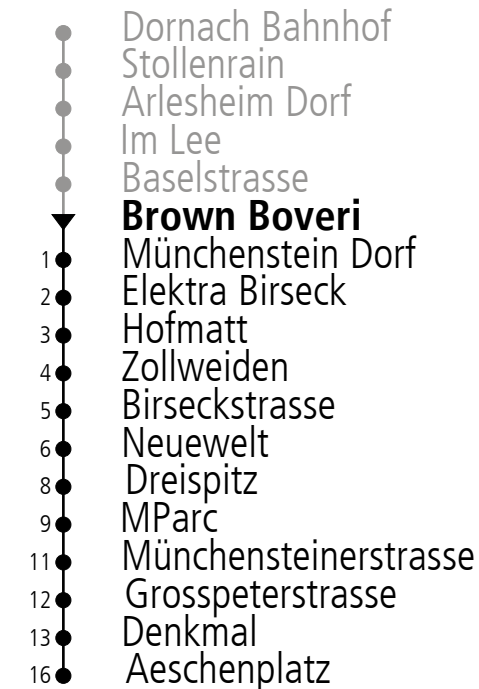 Dornach Bahnhof
Stollenrain
Arlesheim Dorf
Im Lee
Baselstrasse
Brown Boveri
1 Münchenstein Dorf
2 Elektra Birseck
3 Hofmatt
4 Zollweiden
5 Birseckstrasse
6 Neuewelt
8 Dreispitz
9 MParc
11 Münchensteinerstrasse
12 Grosspeterstrasse
13 Denkmal
16 Aeschenplatz